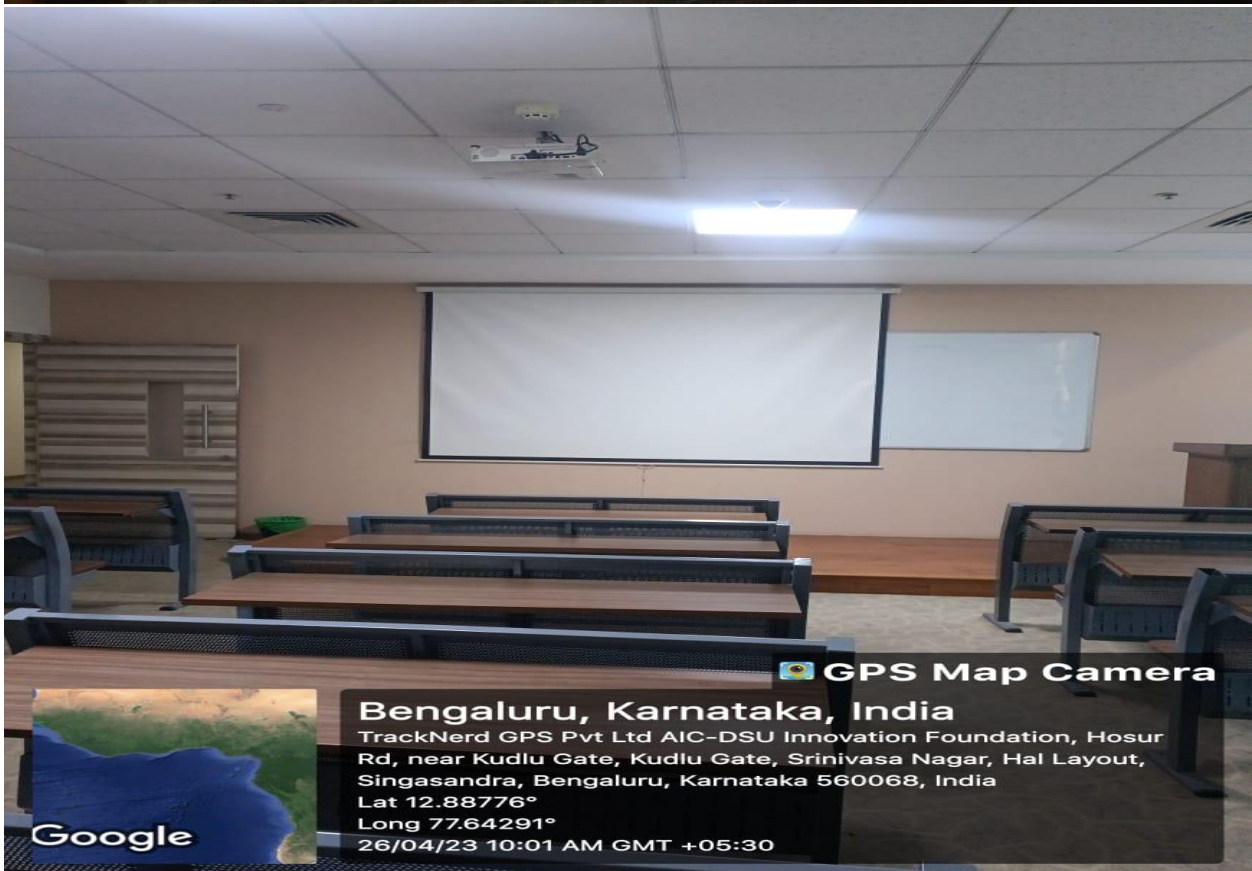 GPS Map Camera
Bengaluru, Karnataka, India
TrackNerd GPS Pvt Ltd AIC-DSU Innovation Foundation, Hosur
Rd, near Kudlu Gate, Kudlu Gate, Srinivasa Nagar, Hal Layout,
Singasandra, Bengaluru, Karnataka 560068, India
Lat 12.88776°
Long 77.64291°
26/04/23 10:01 AM GMT +05:30
Google